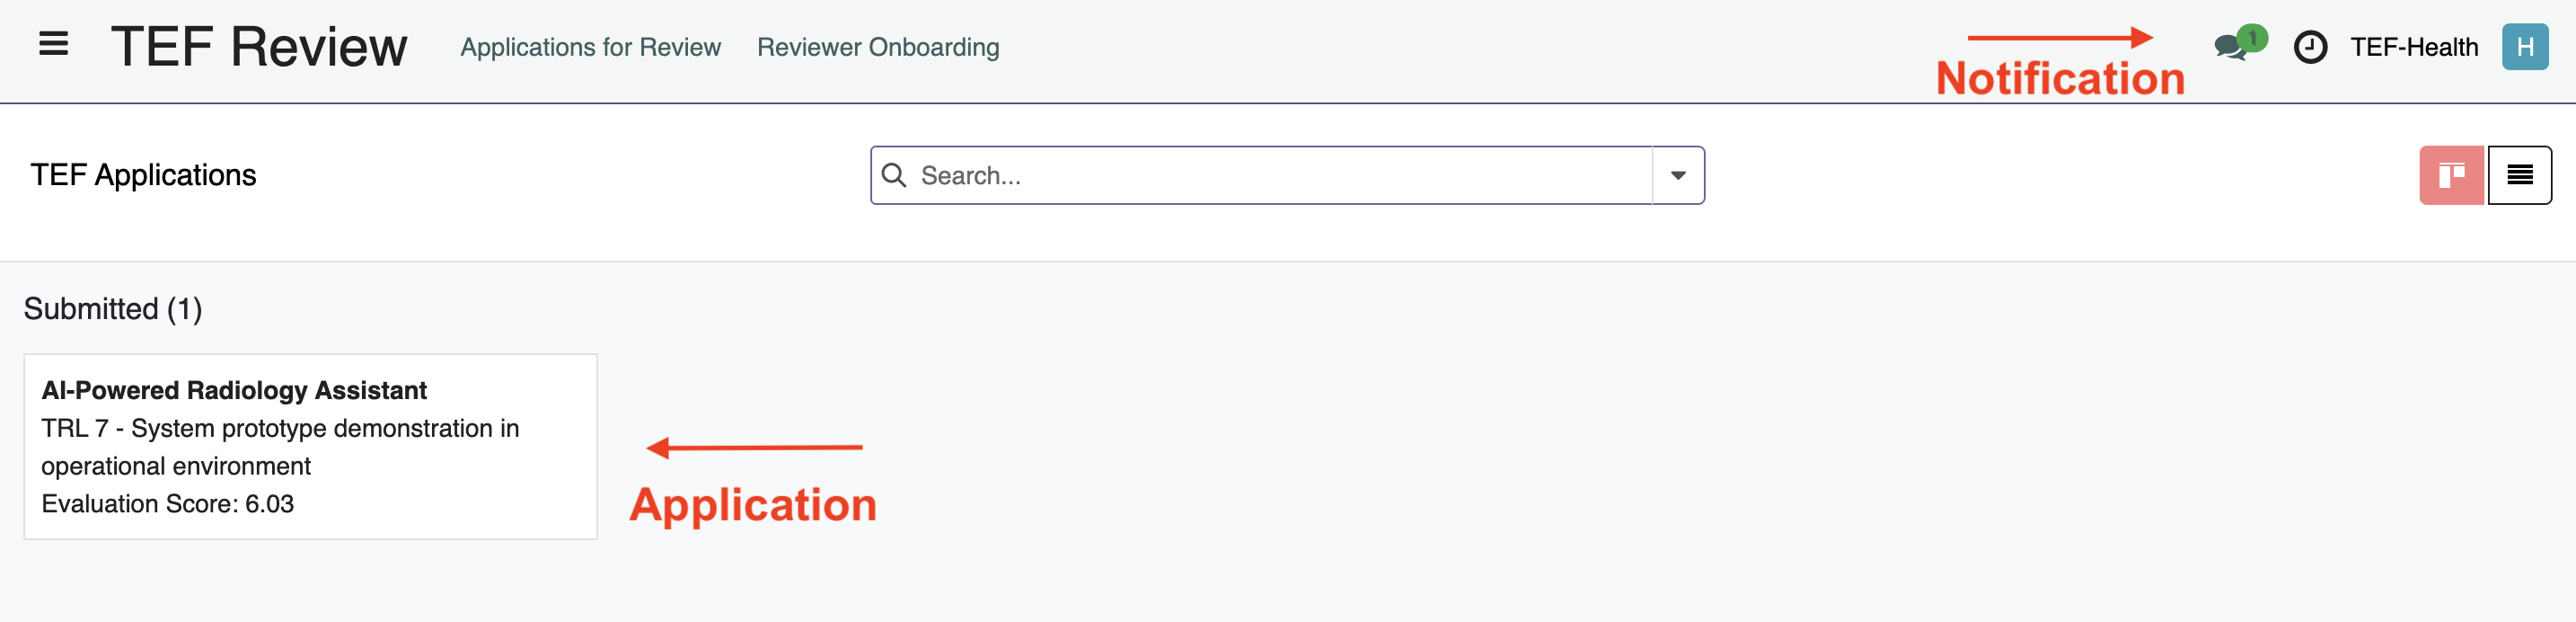 TEF Review
Applications for Review
Reviewer Onboarding
1
TEF-Health
H
Notification
TEF Applications
Search...
Submitted (1)
AI-Powered Radiology Assistant
TRL 7 - System prototype demonstration in
operational environment
Evaluation Score: 6.03
Application